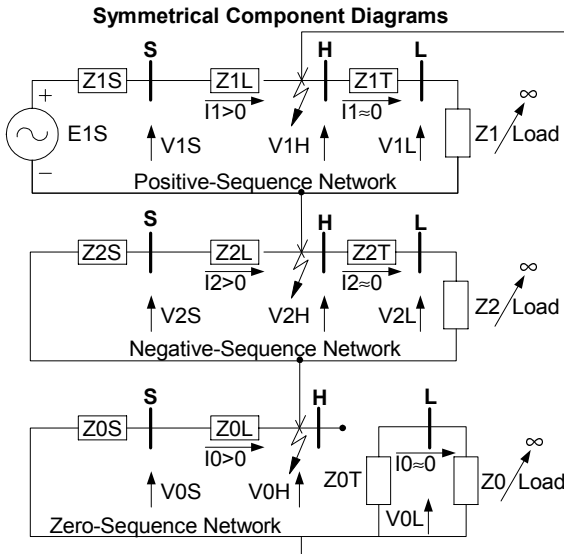 Symmetrical Component Diagrams
S H L
Z1S Z1L Z1T
+ I1>0 I1≈0 ∞
E1S V1S V1H V1L Z1 Load
–
Positive-Sequence Network
S H L
Z2S Z2L Z2T
I2>0 I2≈0 ∞
V2S V2H V2L Z2 Load
Negative-Sequence Network
S H L
Z0S Z0L
I0>0 I0≈0 ∞
V0S V0H Z0T V0L Z0 Load
Zero-Sequence Network